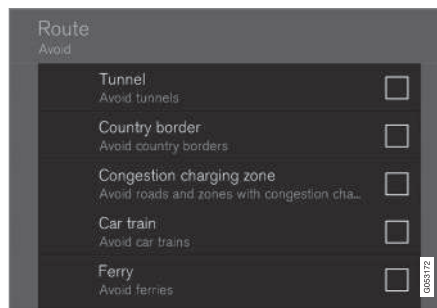 Route
Avoid
Tunnel
Avoid tunnels
Country border
Avoid country borders
Congestion charging zone
Avoid roads and zones with congestion cha...
Car train
Avoid car trains
Ferry
Avoid ferries
G053172